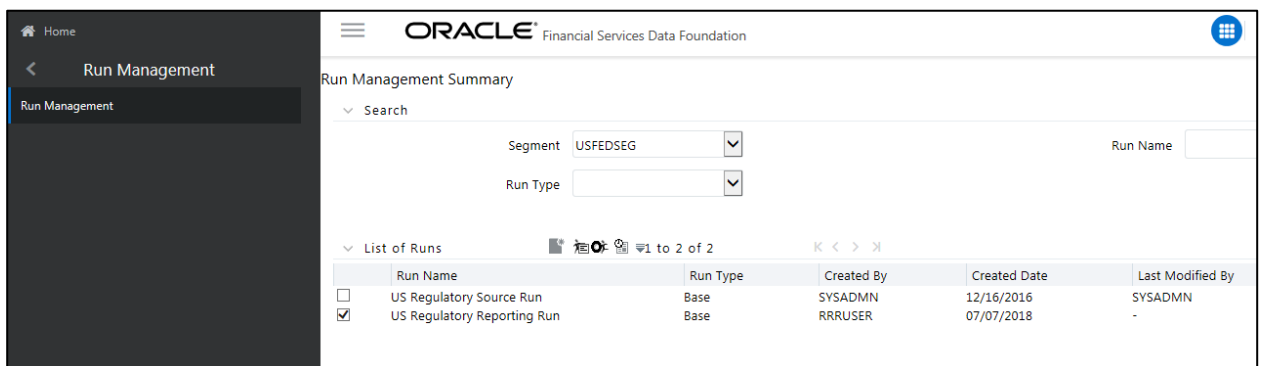 Home
Run Management
Run Management
ORACLE® Financial Services Data Foundation
Run Management Summary
Search
Segment USFEDSEG Run Name
Run Type
List of Runs 1 to 2 of 2
Run Name Run Type Created By Created Date Last Modified By
US Regulatory Source Run Base SYSADMN 12/16/2016 SYSADMN
US Regulatory Reporting Run Base RRRUSER 07/07/2018 -